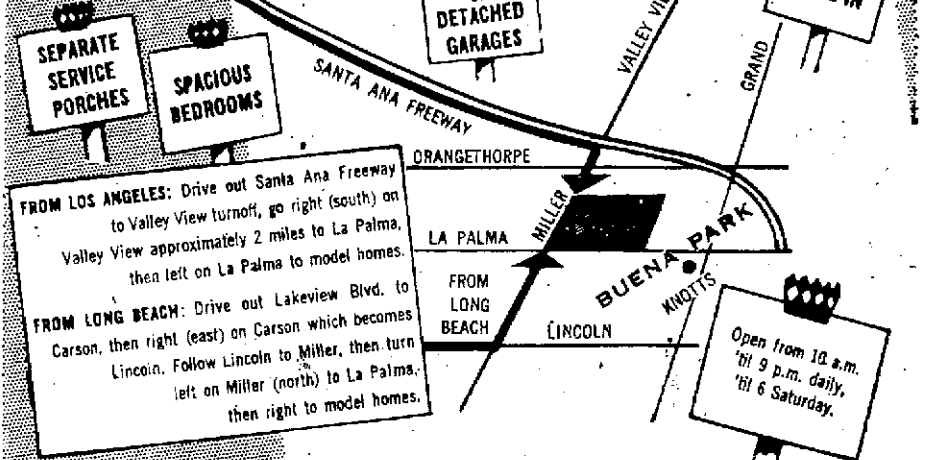 SEPARATE
SERVICE
PORCHES
SPACIOUS
BEDROOMS
DETACHED
GARAGES
IN
SANTA ANA FREEWAY
VALLEY
GRAND
ORANGETHORPE
MILLER
LA PALMA
BUENA PARK
KNOTTS
FROM
LONG
BEACH
LINCOLN
FROM LOS ANGELES: Drive out Santa Ana Freeway
to Valley View turnoff, go right (south) on
Valley View approximately 2 miles to La Palma,
then left on La Palma to model homes.
FROM LONG BEACH: Drive out Lakeview Blvd. to
Carson, then right (east) on Carson which becomes
Lincoln. Follow Lincoln to Miller, then turn
left on Miller (north) to La Palma,
then right to model homes.
Open from 10 a.m.
'til 9 p.m. daily,
'til 6 Saturday.